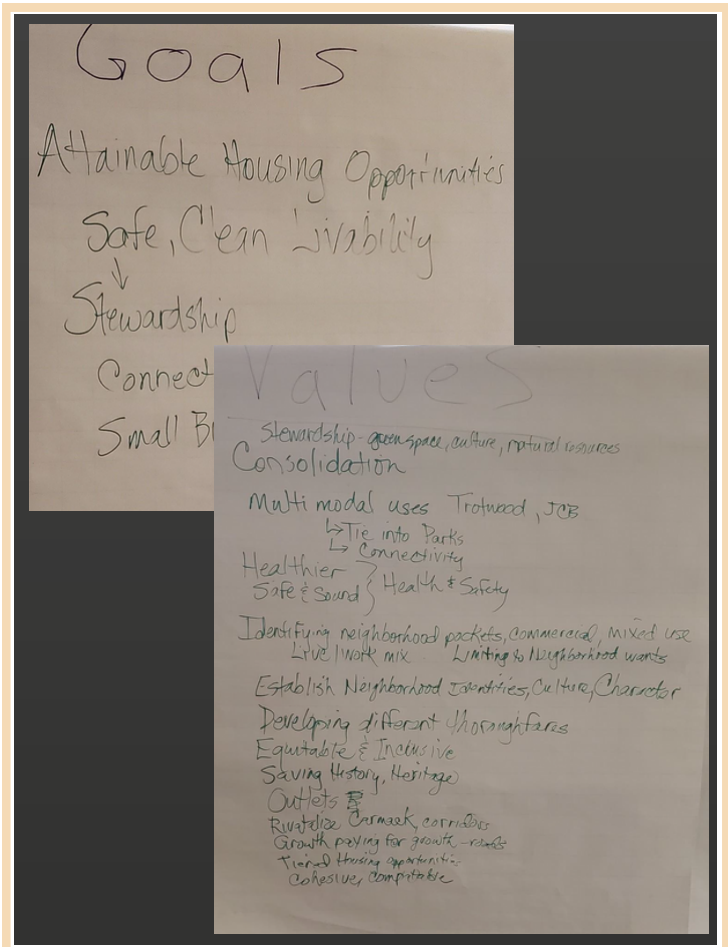 Goals
Attainable Housing Opportunities
Safe, Clean Livability
↓
Stewardship
Connect
Small B
Values
Stewardship - green space, culture, natural resources
Consolidation
Multi modal uses Trotwood, JCB
↳ Tie into Parks
↳ Connectivity
Healthier
Safe & Sound } Health & Safety
Identifying neighborhood pockets, commercial, mixed use
Live/Work mix Limiting to Neighborhood wants
Establish Neighborhood Identities, Culture, Character
Developing different thoroughfares
Equitable & Inclusive
Saving History, Heritage
Outlets
Rivatalize Carmack, corridors
Growth paying for growth - roads
Tiered Housing opportunities
Cohesive, compatable